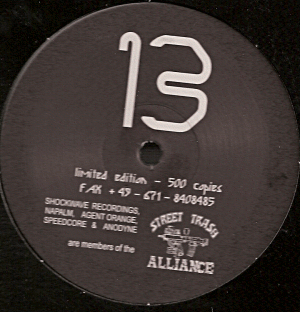 13
limited edition - 500 copies
FAX +49 - 671 - 8408485
SHOCKWAVE RECORDINGS,
NAPALM, AGENT ORANGE,
SPEEDCORE & ANODYNE
are members of the
STREET TRASH
ALLIANCE